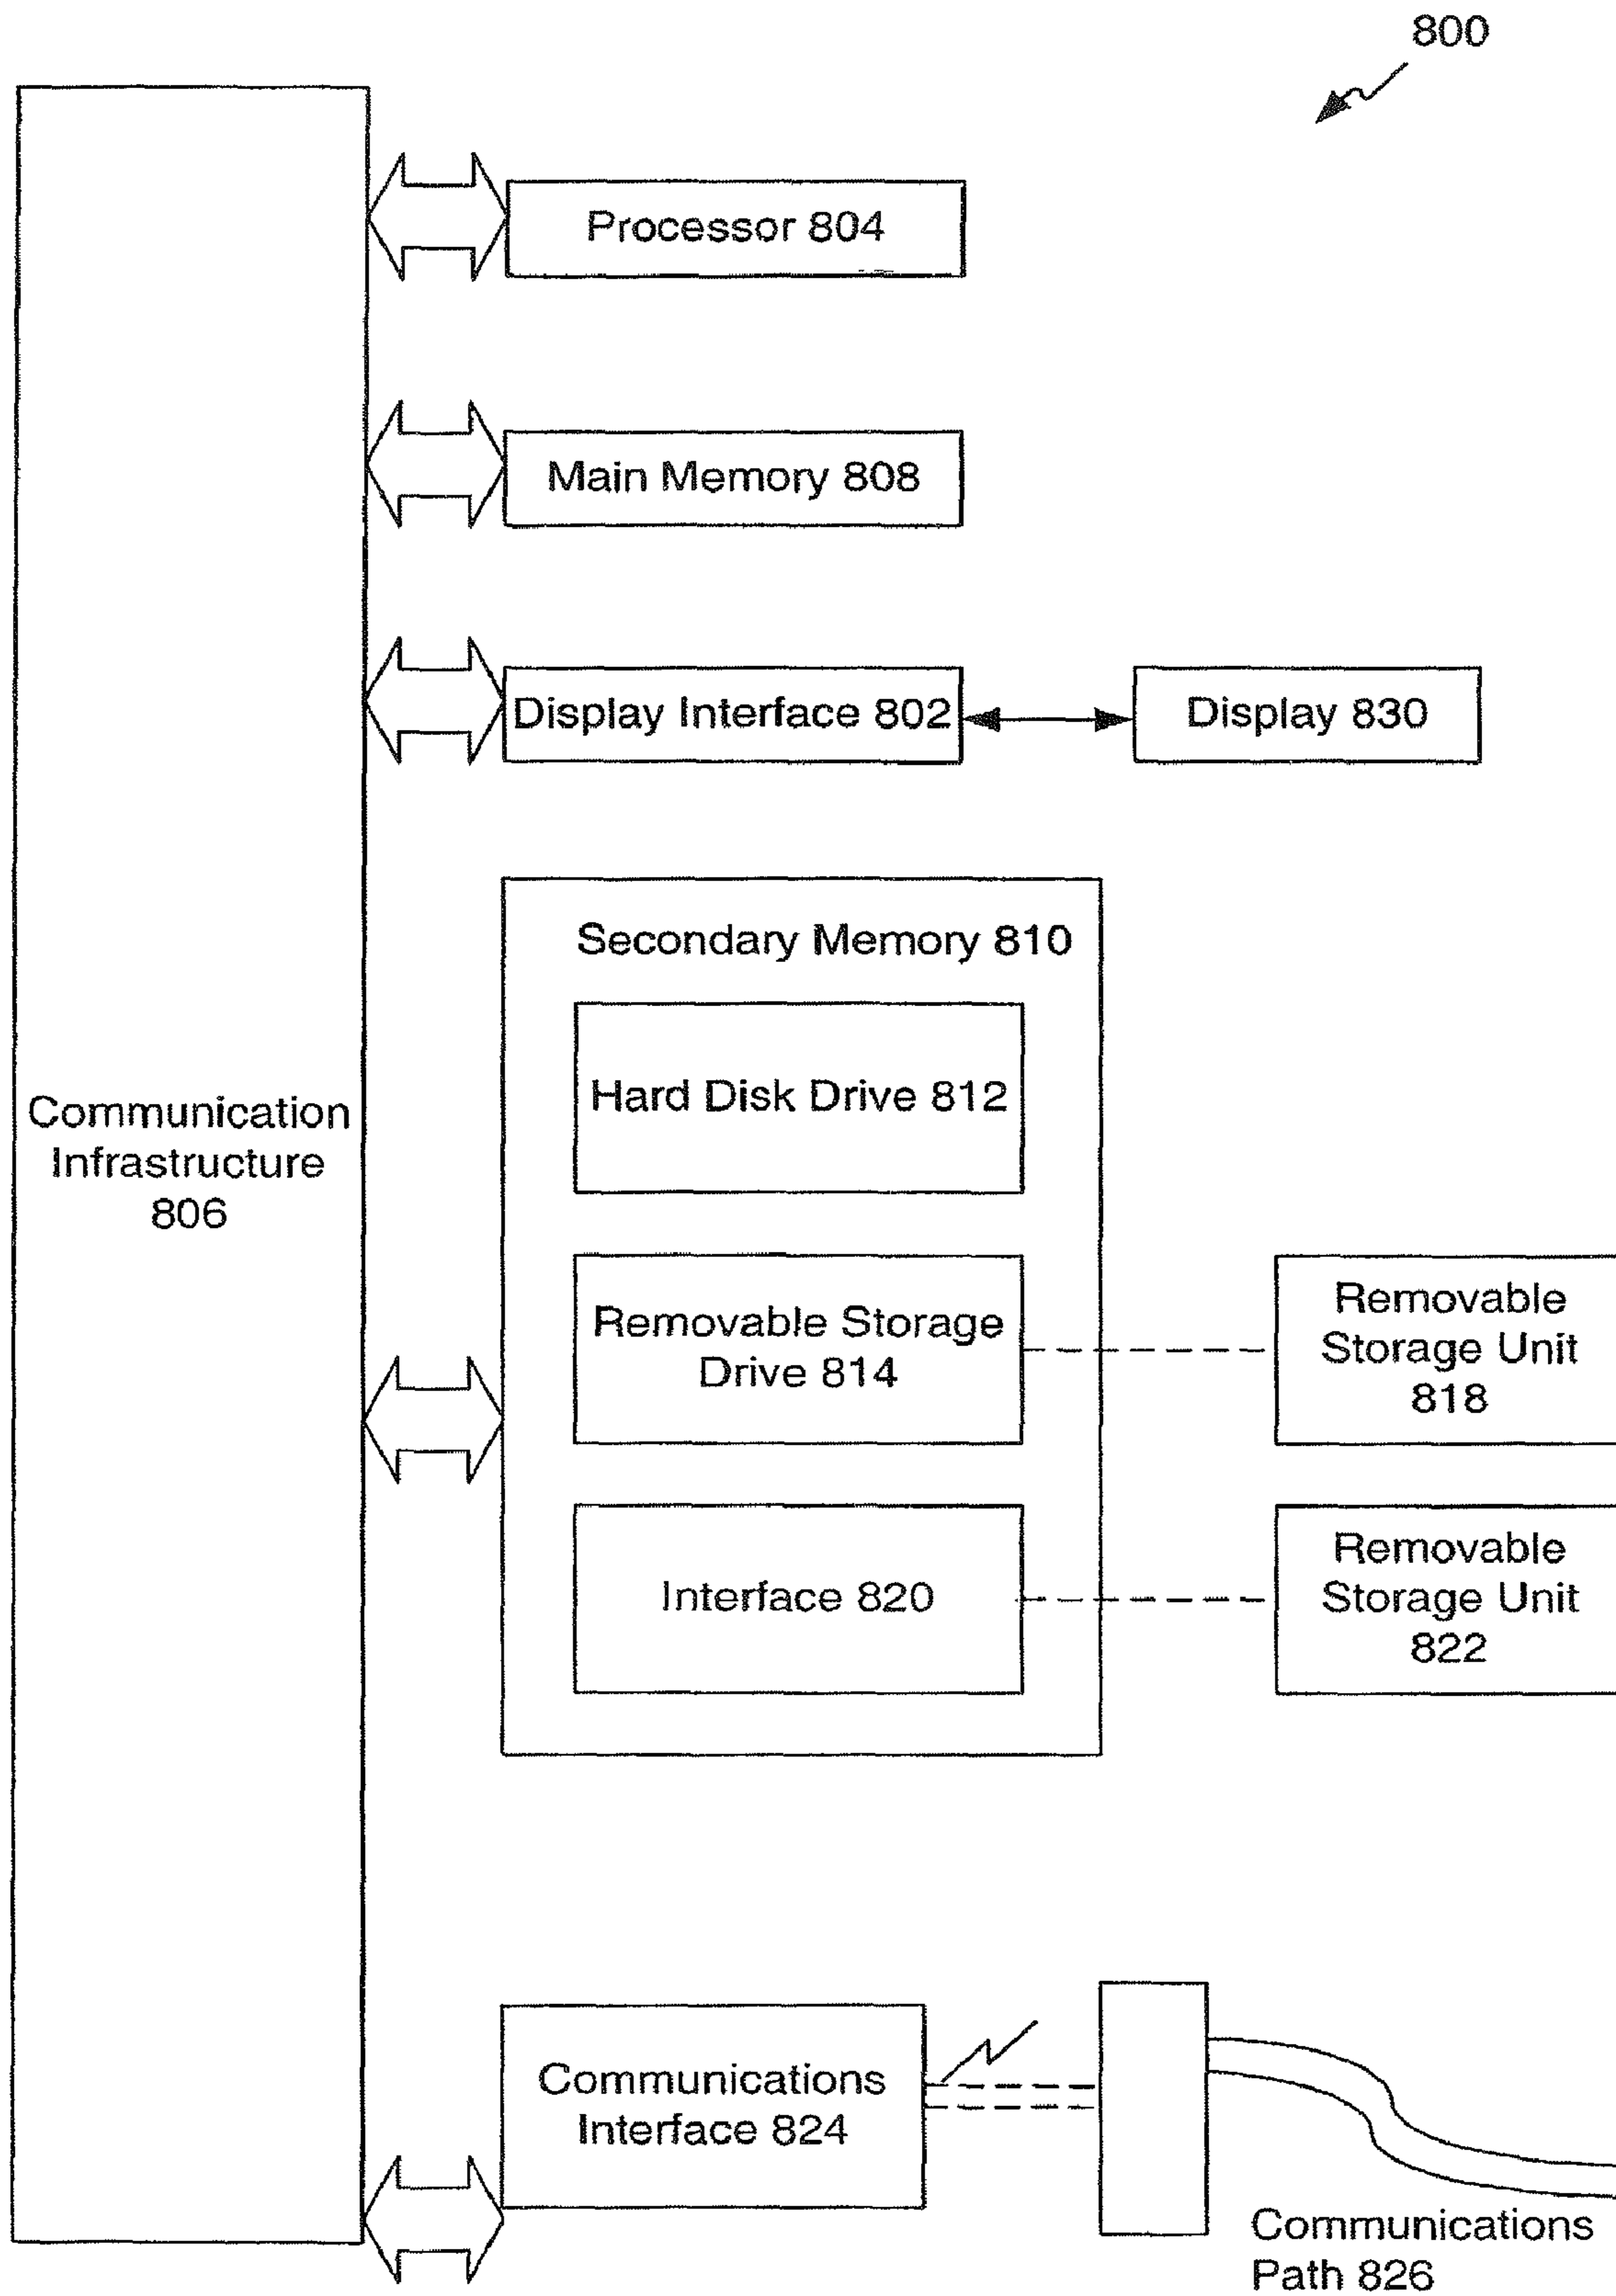 800
Processor 804
Main Memory 808
Display Interface 802
Display 830
Secondary Memory 810
Hard Disk Drive 812
Communication
Infrastructure
806
Removable Storage
Drive 814
Removable
Storage Unit
818
Interface 820
Removable
Storage Unit
822
Communications
Interface 824
Communications
Path 826